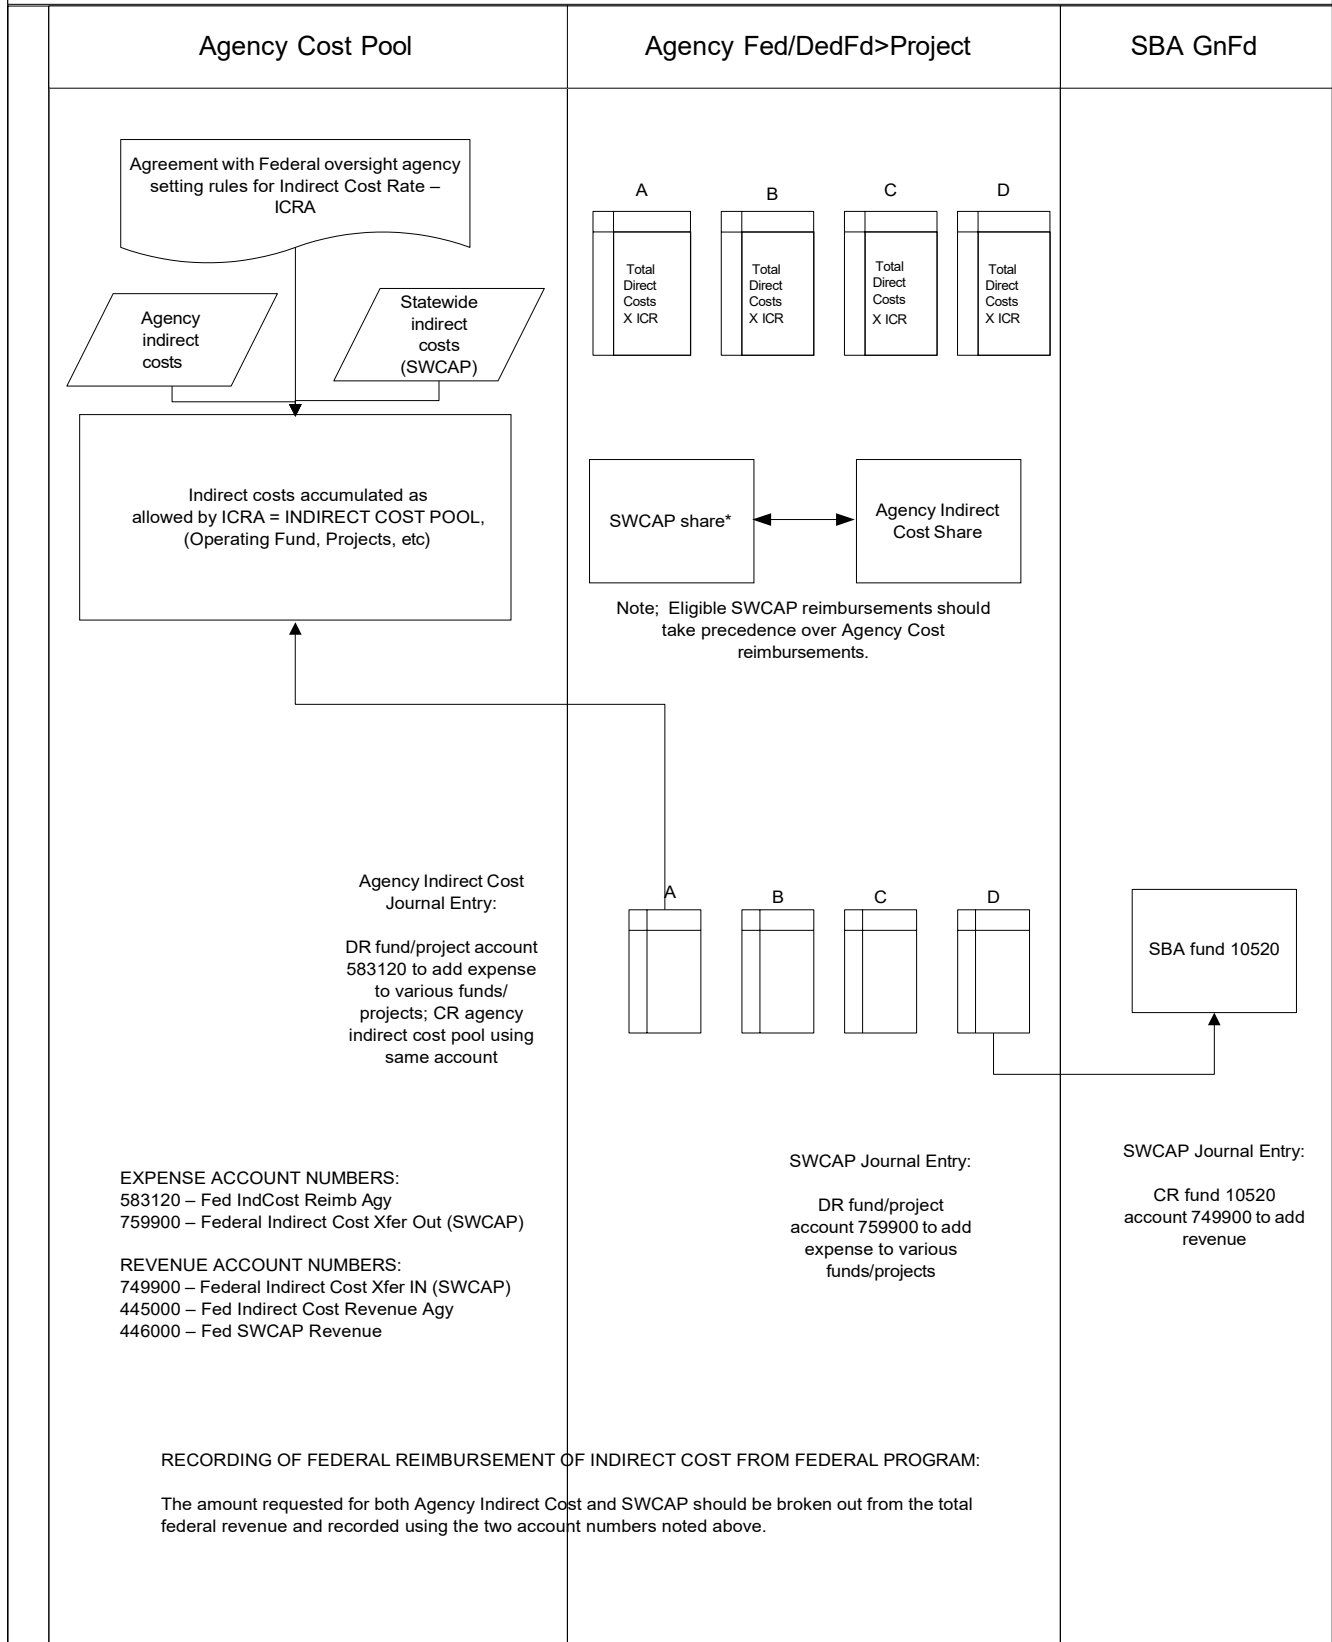 Agency Cost Pool
Agency Fed/DedFd>Project
SBA GnFd
Agreement with Federal oversight agency
setting rules for Indirect Cost Rate –
ICRA
Agency
indirect
costs
Statewide
indirect
costs
(SWCAP)
Indirect costs accumulated as
allowed by ICRA = INDIRECT COST POOL,
(Operating Fund, Projects, etc)
A
B
C
D
Total
Direct
Costs
X ICR
Total
Direct
Costs
X ICR
Total
Direct
Costs
X ICR
Total
Direct
Costs
X ICR
SWCAP share*
Agency Indirect
Cost Share
Note; Eligible SWCAP reimbursements should
take precedence over Agency Cost
reimbursements.
Agency Indirect Cost
Journal Entry:
DR fund/project account
583120 to add expense
to various funds/
projects; CR agency
indirect cost pool using
same account
A
B
C
D
SBA fund 10520
EXPENSE ACCOUNT NUMBERS:
583120 – Fed IndCost Reimb Agy
759900 – Federal Indirect Cost Xfer Out (SWCAP)
REVENUE ACCOUNT NUMBERS:
749900 – Federal Indirect Cost Xfer IN (SWCAP)
445000 – Fed Indirect Cost Revenue Agy
446000 – Fed SWCAP Revenue
SWCAP Journal Entry:
DR fund/project
account 759900 to add
expense to various
funds/projects
SWCAP Journal Entry:
CR fund 10520
account 749900 to add
revenue
RECORDING OF FEDERAL REIMBURSEMENT OF INDIRECT COST FROM FEDERAL PROGRAM:
The amount requested for both Agency Indirect Cost and SWCAP should be broken out from the total
federal revenue and recorded using the two account numbers noted above.